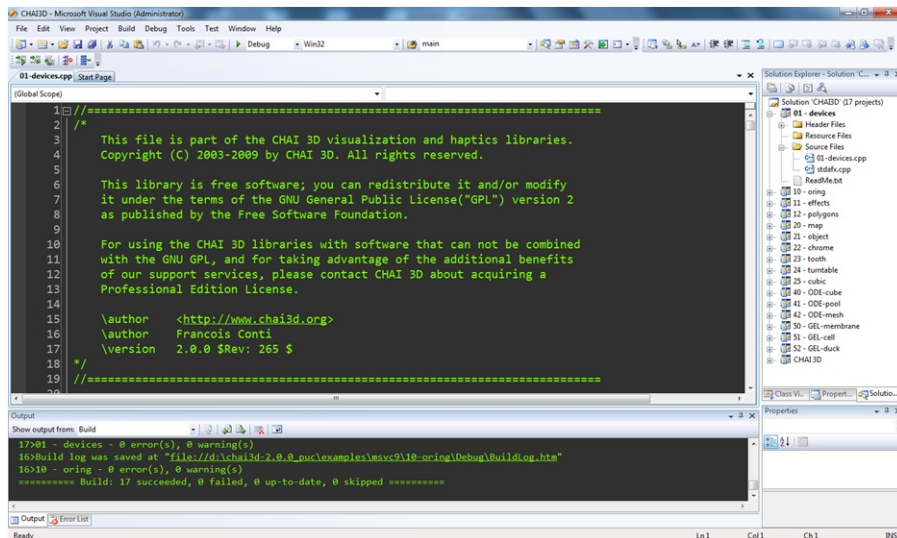 CHAI3D - Microsoft Visual Studio (Administrator)
File Edit View Project Build Debug Tools Test Window Help
Debug Win32 main
01-devices.cpp Start Page
(Global Scope)
1 //=============================================================================
2 /*
3 This file is part of the CHAI 3D visualization and haptics libraries.
4 Copyright (C) 2003-2009 by CHAI 3D. All rights reserved.
5
6 This library is free software; you can redistribute it and/or modify
7 it under the terms of the GNU General Public License("GPL") version 2
8 as published by the Free Software Foundation.
9
10 For using the CHAI 3D libraries with software that can not be combined
11 with the GNU GPL, and for taking advantage of the additional benefits
12 of our support services, please contact CHAI 3D about acquiring a
13 Professional Edition License.
14
15 \author <http://www.chai3d.org>
16 \author Francois Conti
17 \version 2.0.0 $Rev: 265 $
18 */
19 //=============================================================================
Solution Explorer - Solution 'C...
Solution 'CHAI3D' (17 projects)
01 - devices
Header Files
Resource Files
Source Files
01-devices.cpp
stdafx.cpp
ReadMe.txt
10 - oring
11 - effects
12 - polygons
20 - map
21 - object
22 - chrome
23 - tooth
24 - turntable
25 - cubic
40 - ODE-cube
41 - ODE-pool
42 - ODE-mesh
50 - GEL-membrane
51 - GEL-cell
52 - GEL-duck
CHAI 3D
Class Vi... Propert... Solutio...
Properties
Output
Show output from: Build
17>01 - devices - 0 error(s), 0 warning(s)
16>Build log was saved at "file://d:\chai3d-2.0.0_puc\examples\msvc9\10-oring\Debug\BuildLog.htm"
16>10 - oring - 0 error(s), 0 warning(s)
========== Build: 17 succeeded, 0 failed, 0 up-to-date, 0 skipped ==========
Output Error List
Ready Ln 1 Col 1 Ch 1 INS